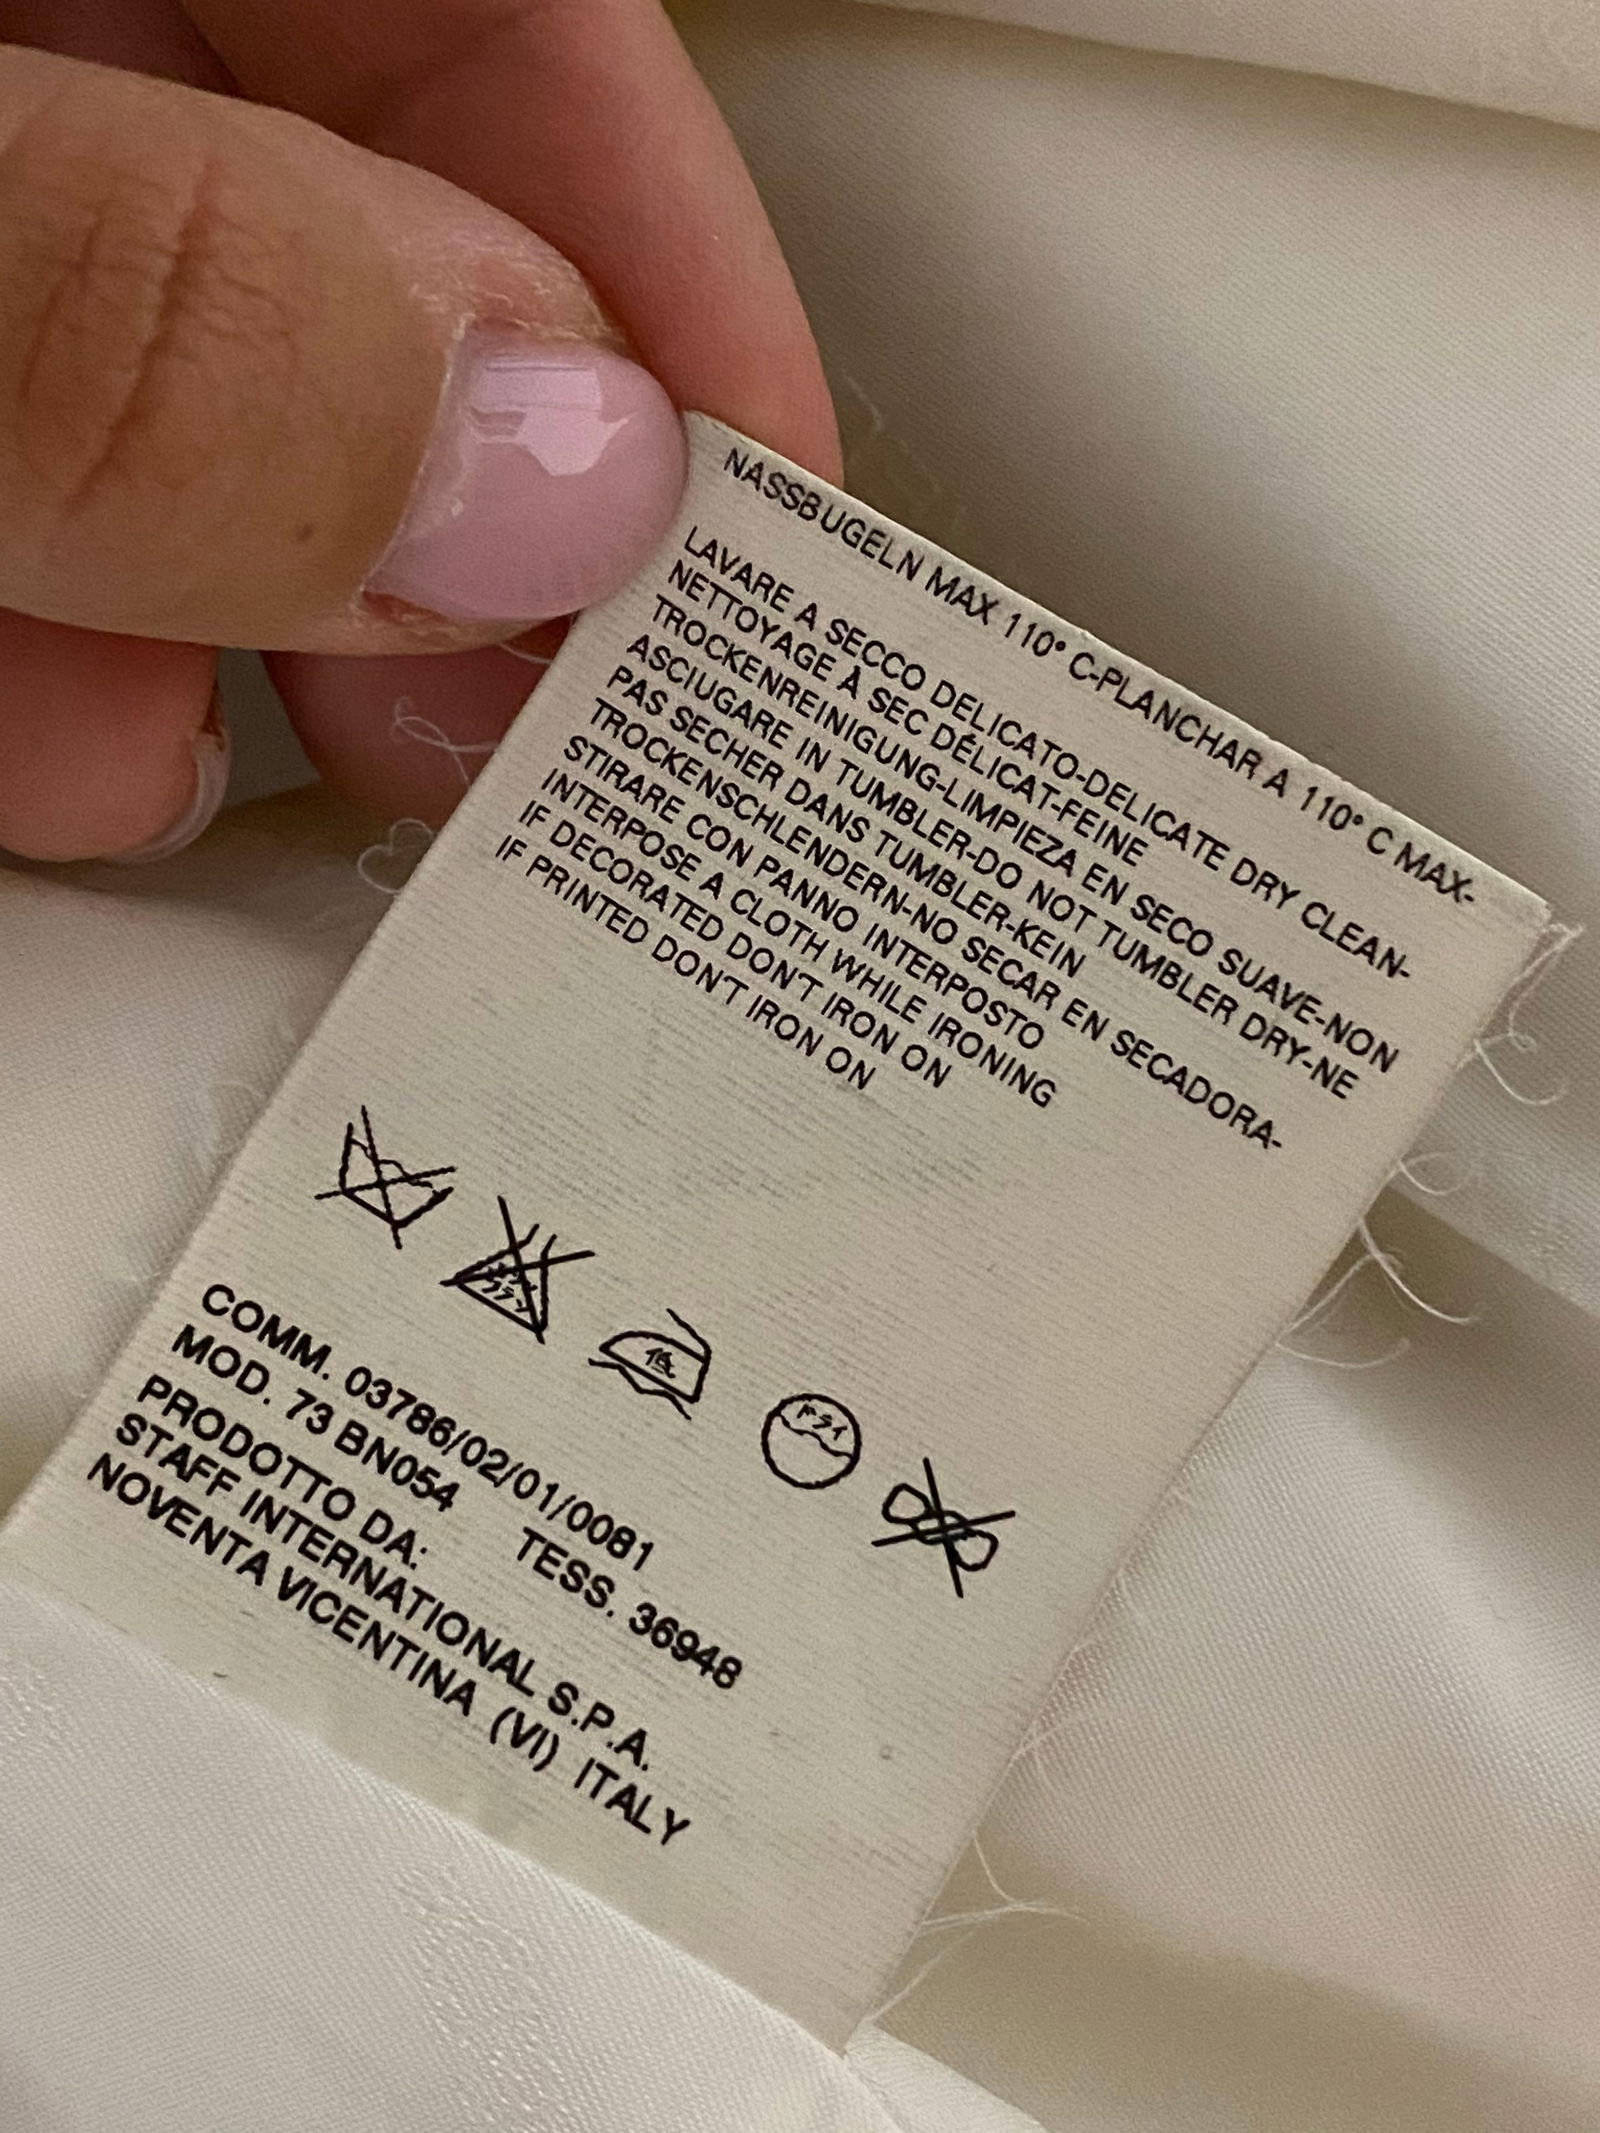 NASSBUGELN MAX 110° C-PLANCHAR A 110° C MAX-
LAVARE A SECCO DELICATO-DELICATE DRY CLEAN-
NETTOYAGE À SEC DÉLICAT-FEINE
TROCKENREINIGUNG-LIMPIEZA EN SECO SUAVE-NON
ASCIUGARE IN TUMBLER-DO NOT TUMBLER DRY-NE
PAS SECHER DANS TUMBLER-KEIN
TROCKENSCHLENDERN-NO SECAR EN SECADORA-
STIRARE CON PANNO INTERPOSTO
INTERPOSE A CLOTH WHILE IRONING
IF DECORATED DON'T IRON ON
IF PRINTED DON'T IRON ON
低
ドライ
COMM. 03786/02/01/0081
MOD. 73 BN054 TESS. 36948
PRODOTTO DA:
STAFF INTERNATIONAL S.P.A.
NOVENTA VICENTINA (VI) ITALY